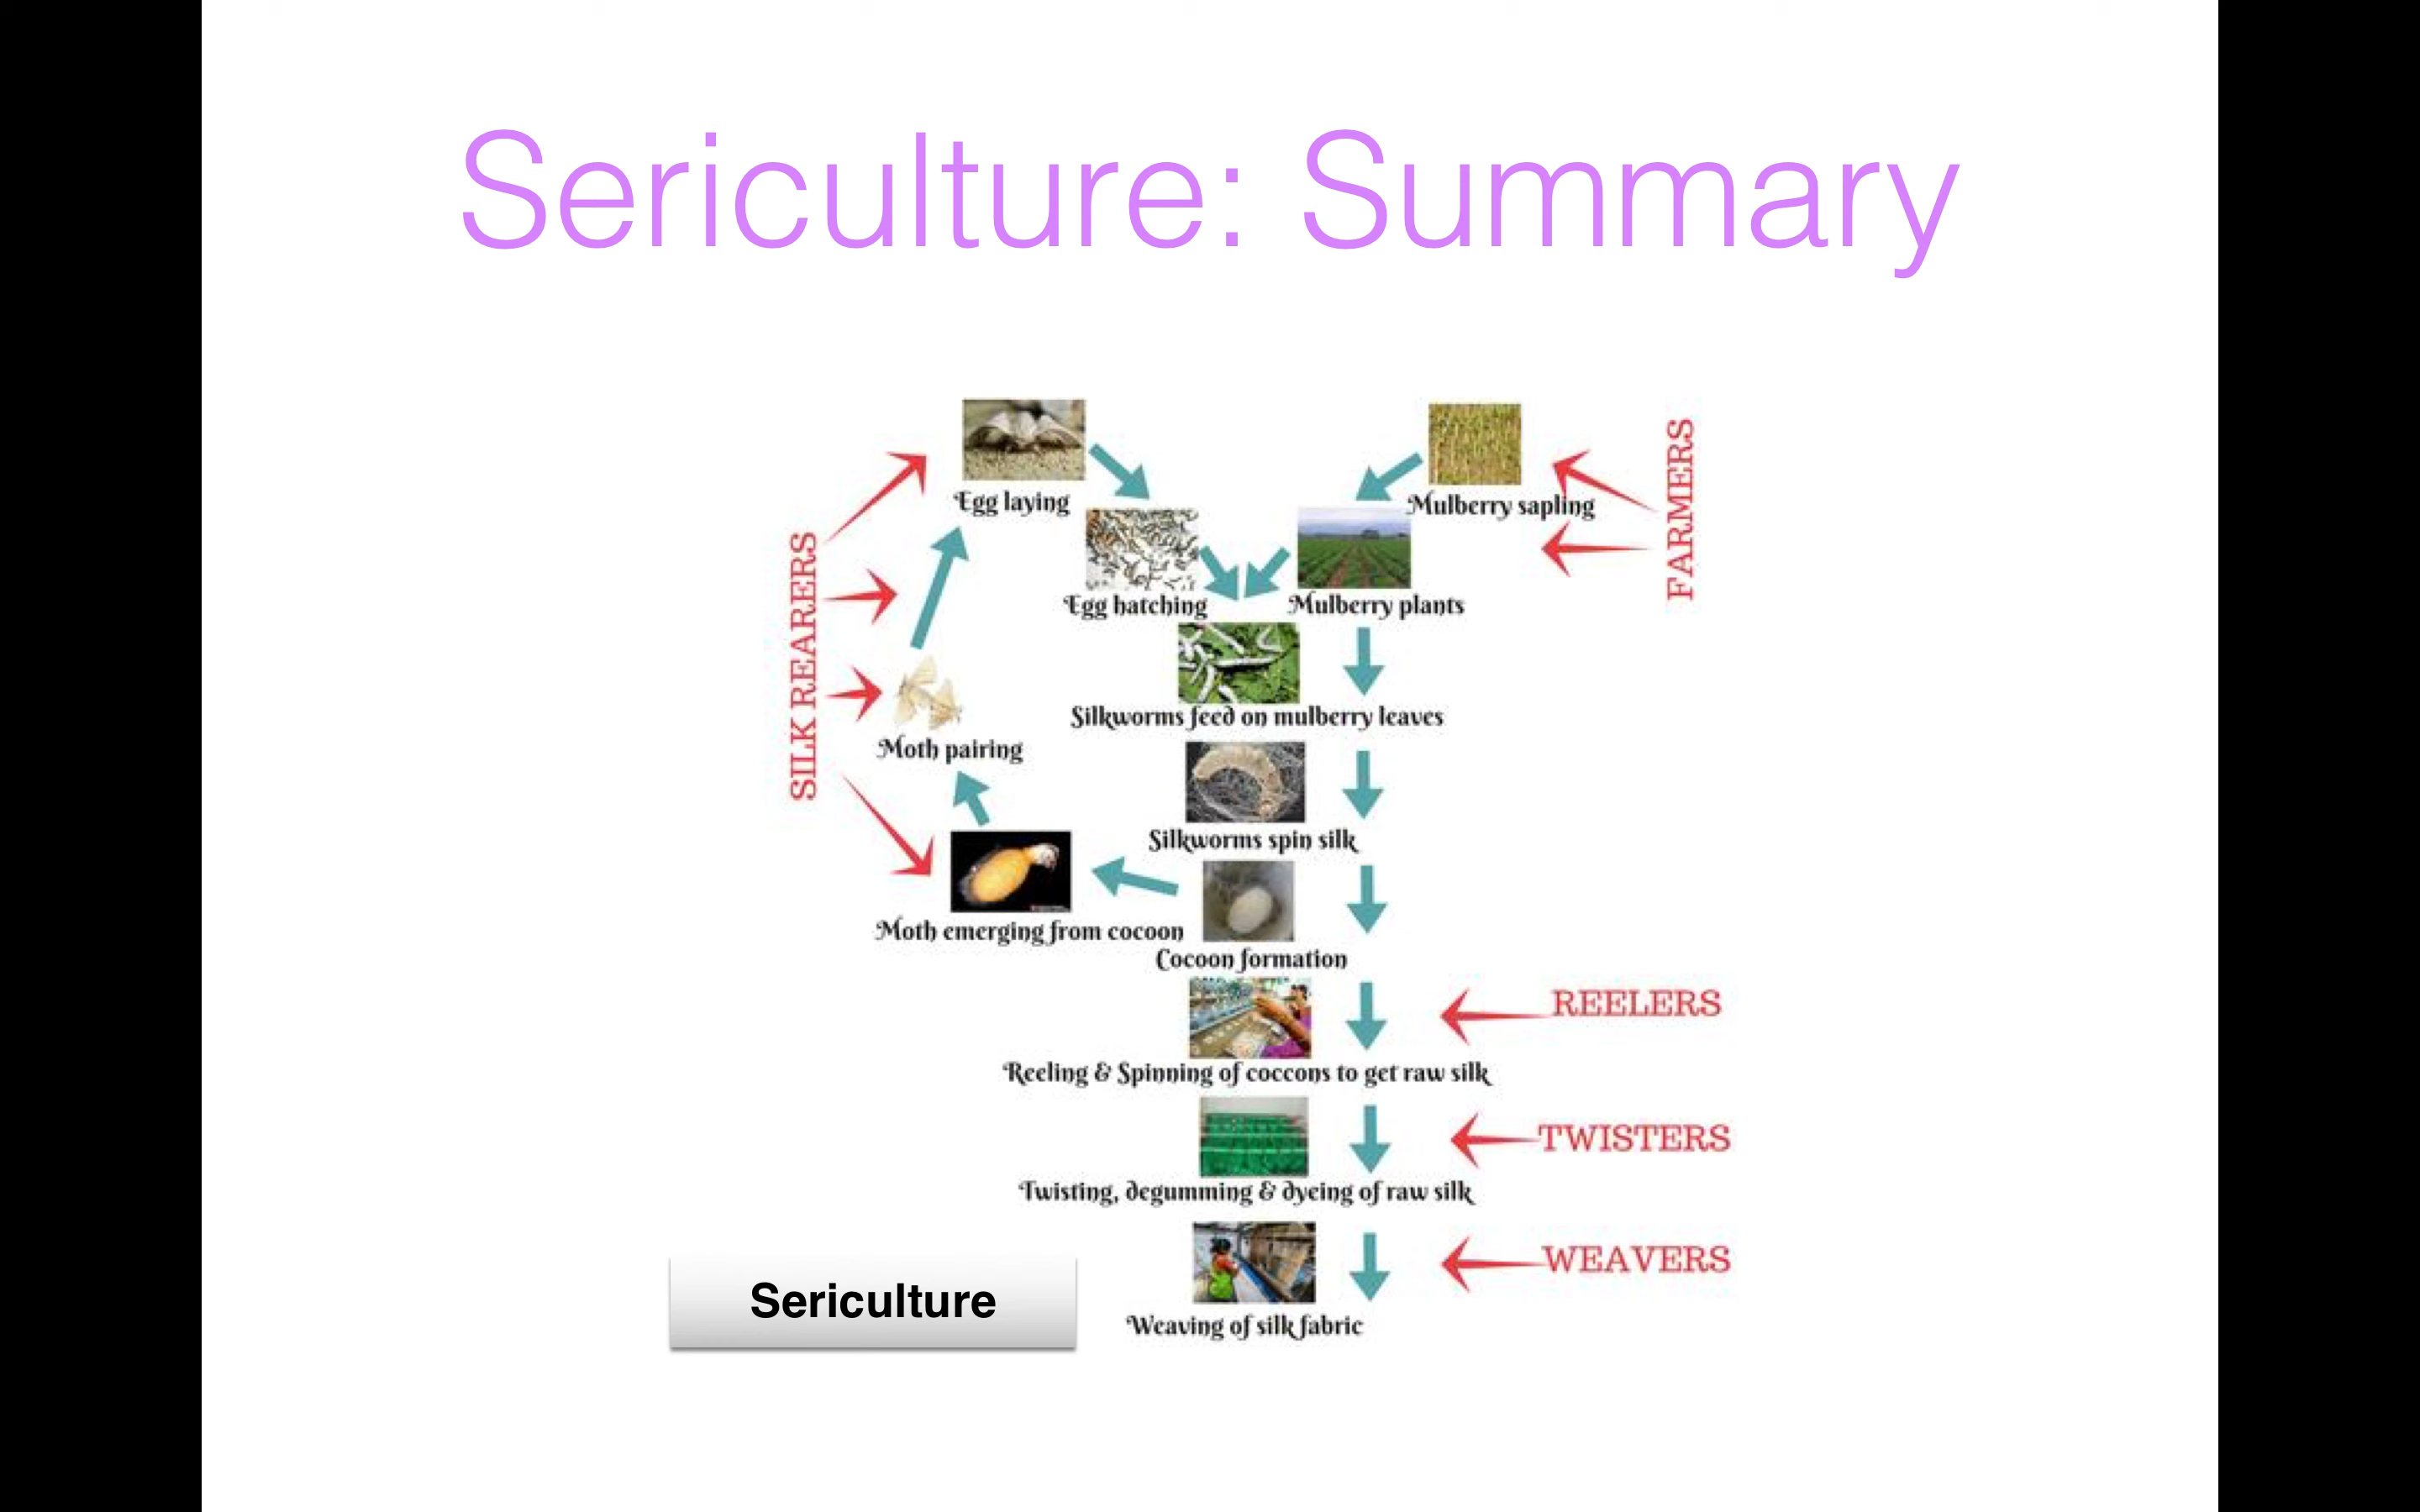 Sericulture: Summary
Egg laying
Mulberry sapling
FARMERS
Egg hatching
Mulberry plants
SILK REARERS
Silkworms feed on mulberry leaves
Moth pairing
Silkworms spin silk
Moth emerging from cocoon
Cocoon formation
REELERS
Reeling & Spinning of coccons to get raw silk
TWISTERS
Twisting, degumming & dyeing of raw silk
WEAVERS
Sericulture
Weaving of silk fabric